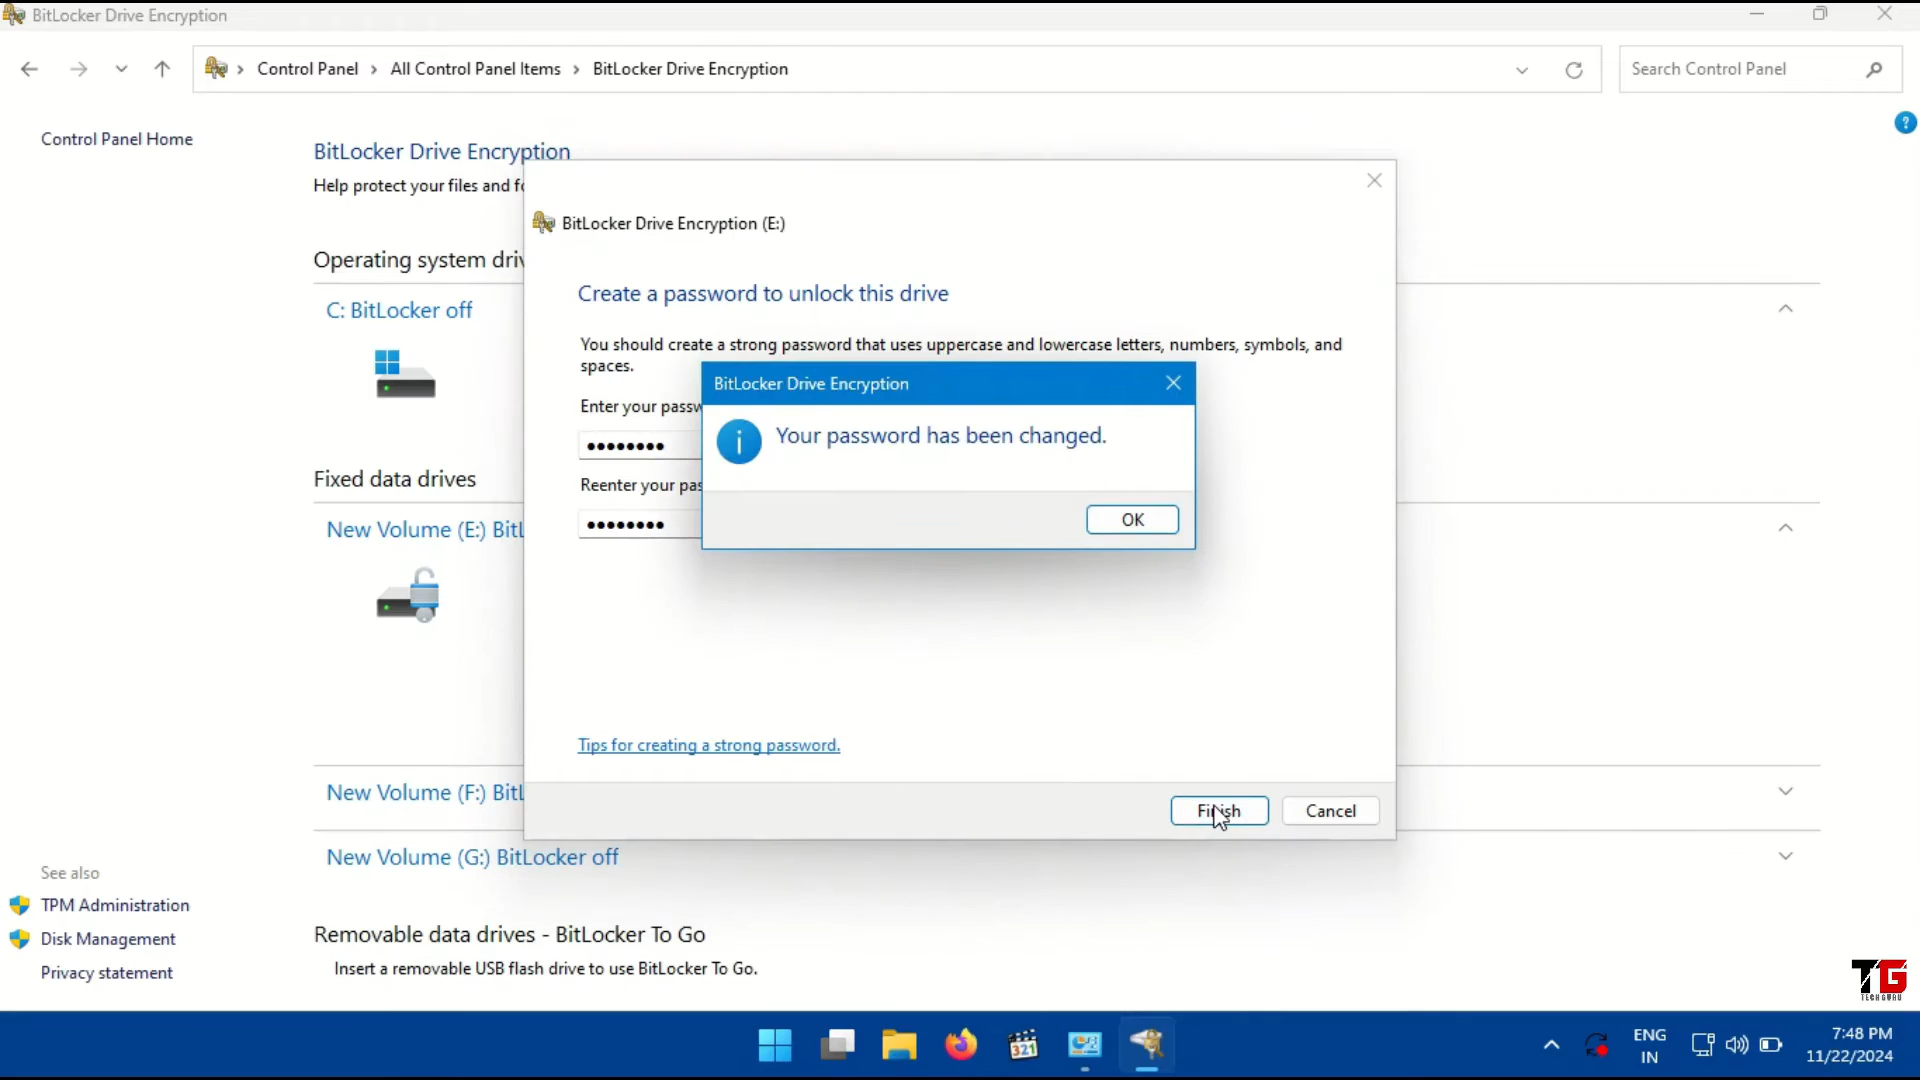 BitLocker Drive Encryption
Control Panel > All Control Panel Items > BitLocker Drive Encryption
Search Control Panel
?
Control Panel Home
BitLocker Drive Encryption
Help protect your files and f
BitLocker Drive Encryption (E:)
Operating system driv
Create a password to unlock this drive
C: BitLocker off
You should create a strong password that uses uppercase and lowercase letters, numbers, symbols, and
spaces.
BitLocker Drive Encryption
Enter your passw
i
Your password has been changed.
●●●●●●●●
Fixed data drives
Reenter your pas
OK
●●●●●●●●
New Volume (E:) BitL
Tips for creating a strong password.
New Volume (F:) BitL
Finish
Cancel
New Volume (G:) BitLocker off
See also
TPM Administration
Disk Management
Privacy statement
Removable data drives - BitLocker To Go
Insert a removable USB flash drive to use BitLocker To Go.
TG
TECH GURU
321
ENG
IN
7:48 PM
11/22/2024